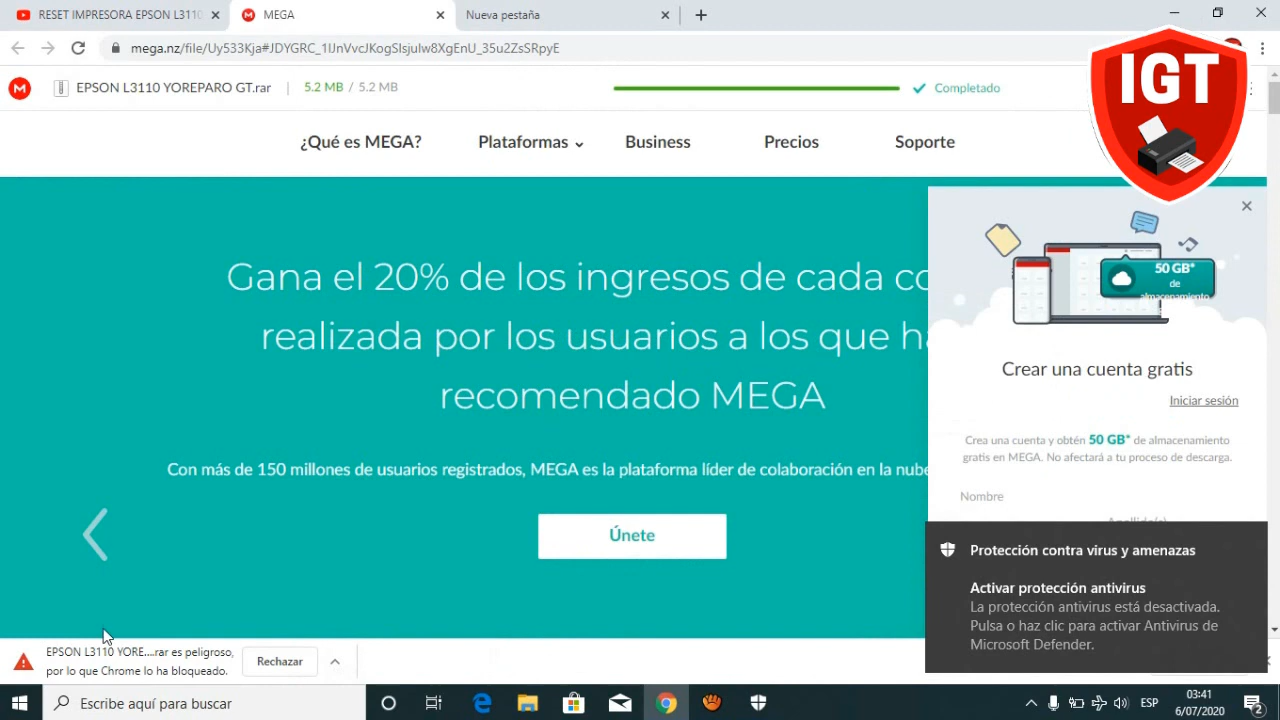 RESET IMPRESORA EPSON L3110
MEGA
Nueva pestaña
mega.nz/file/Uy533Kja#JDYGRC_1lJnVvcJKogSlsjulw8XgEnU_35u2ZsSRpyE
IGT
EPSON L3110 YOREPARO GT.rar
5.2 MB / 5.2 MB
Completado
¿Qué es MEGA?
Plataformas
Business
Precios
Soporte
Gana el 20% de los ingresos de cada
realizada por los usuarios a los que
recomendado MEGA
Con más de 150 millones de usuarios registrados, MEGA es la plataforma líder de colaboración en la nube
Únete
50 GB*
de
almacenamiento
Crear una cuenta gratis
Iniciar sesión
Crea una cuenta y obtén 50 GB* de almacenamiento
gratis en MEGA. No afectará a tu proceso de descarga.
Nombre
Apellido(s)
Protección contra virus y amenazas
Activar protección antivirus
La protección antivirus está desactivada.
Pulsa o haz clic para activar Antivirus de
Microsoft Defender.
EPSON L3110 YORE....rar es peligroso,
por lo que Chrome lo ha bloqueado.
Rechazar
Escribe aquí para buscar
ESP
03:41
6/07/2020
2